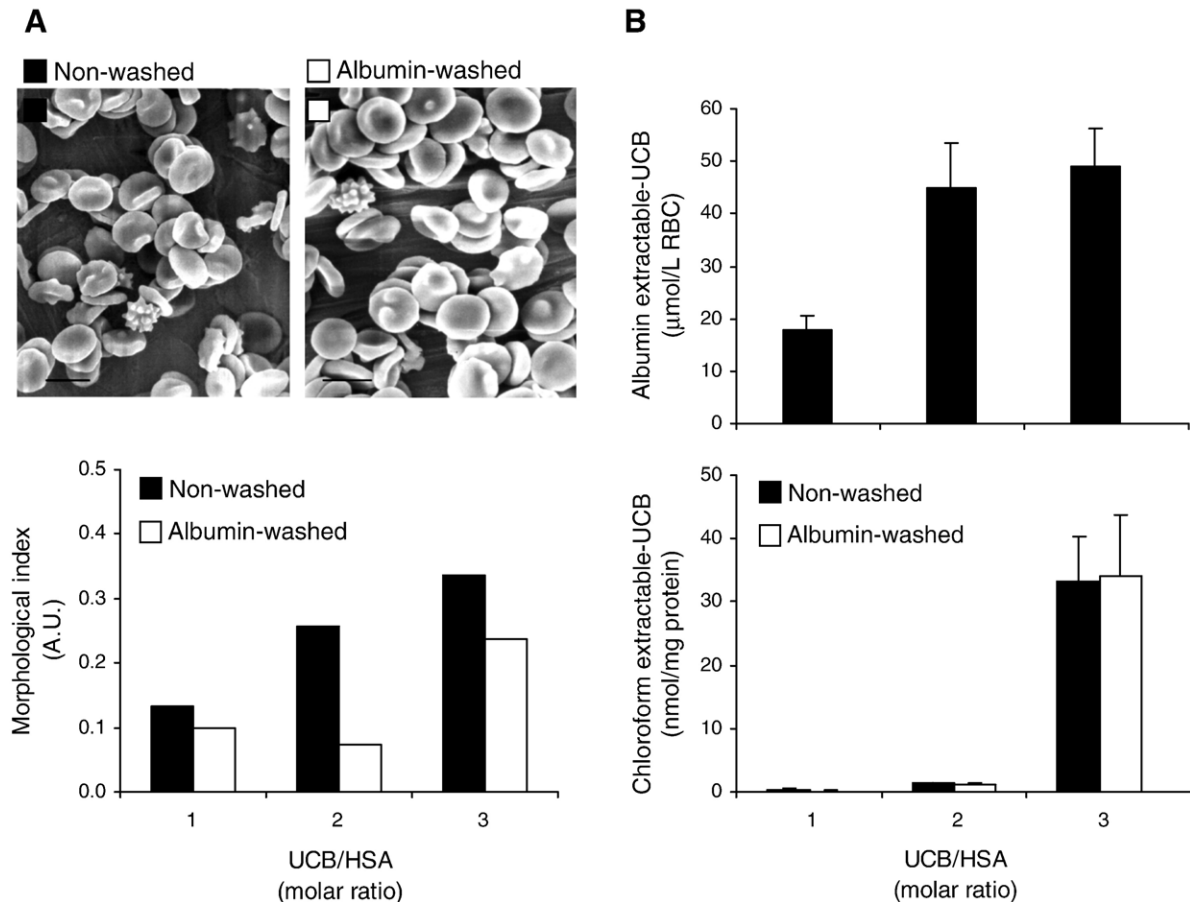 A
Non-washed
Albumin-washed
Morphological index
(A.U.)
0.5
0.4
0.3
0.2
0.1
0.0
Non-washed
Albumin-washed
1 2 3
UCB/HSA
(molar ratio)
B
Albumin extractable-UCB
(µmol/L RBC)
60
50
40
30
20
10
0
Chloroform extractable-UCB
(nmol/mg protein)
50
40
30
20
10
0
Non-washed
Albumin-washed
1 2 3
UCB/HSA
(molar ratio)